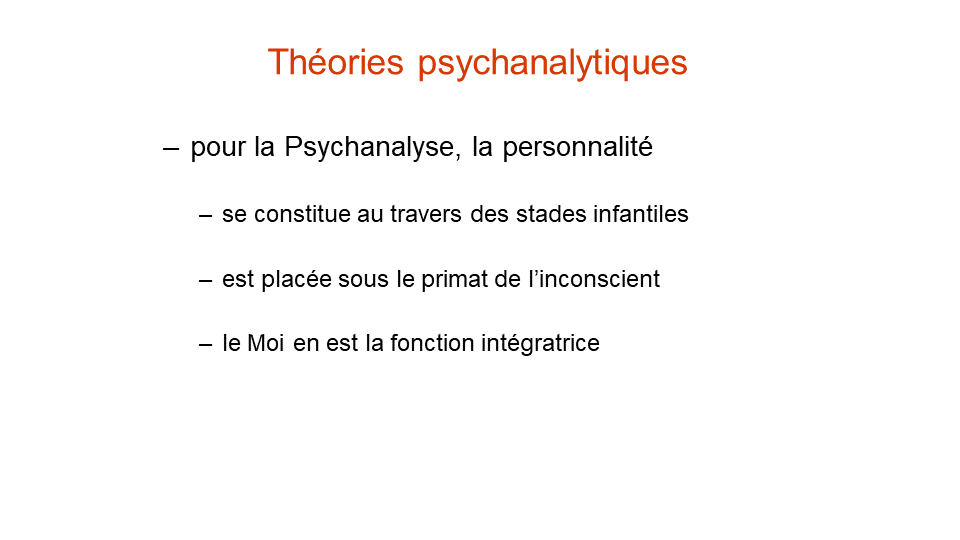 Théories psychanalytiques
– pour la Psychanalyse, la personnalité
– se constitue au travers des stades infantiles
– est placée sous le primat de l’inconscient
– le Moi en est la fonction intégratrice